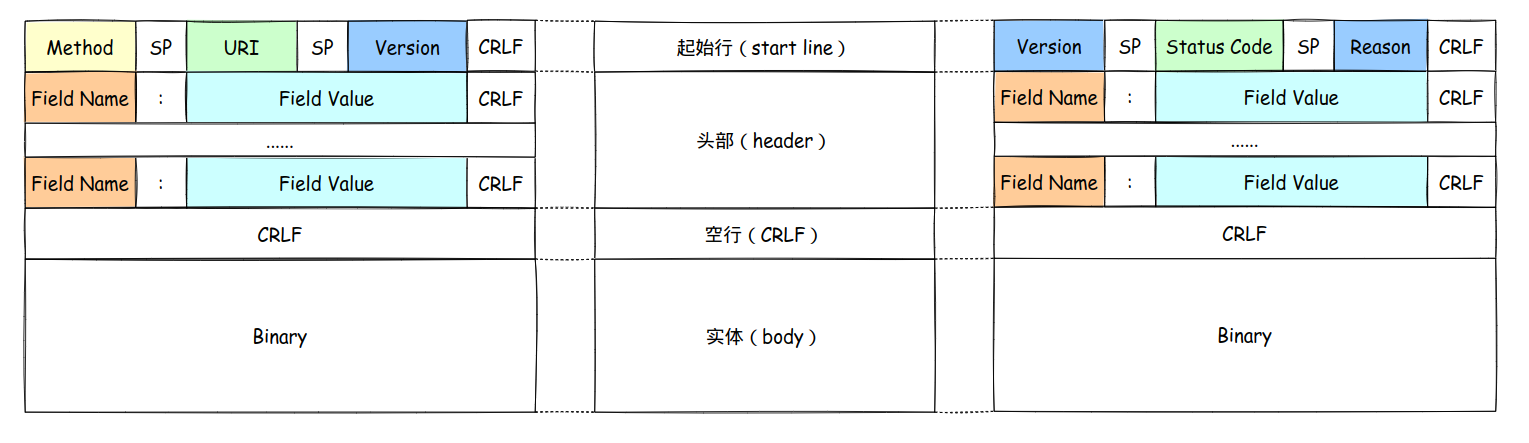 Method SP URI SP Version CRLF 起始行（start line） Version SP Status Code SP Reason CRLF
Field Name : Field Value CRLF Field Name : Field Value CRLF
...... 头部（header） ......
Field Name : Field Value CRLF Field Name : Field Value CRLF
CRLF 空行（CRLF） CRLF
Binary 实体（body） Binary